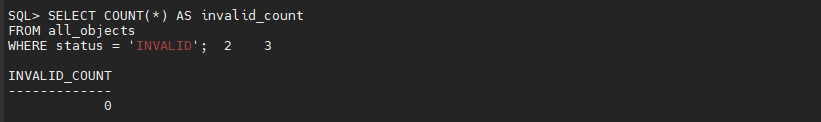 SQL> SELECT COUNT(*) AS invalid_count
FROM all_objects
WHERE status = 'INVALID';  2    3
INVALID_COUNT
-------------
0